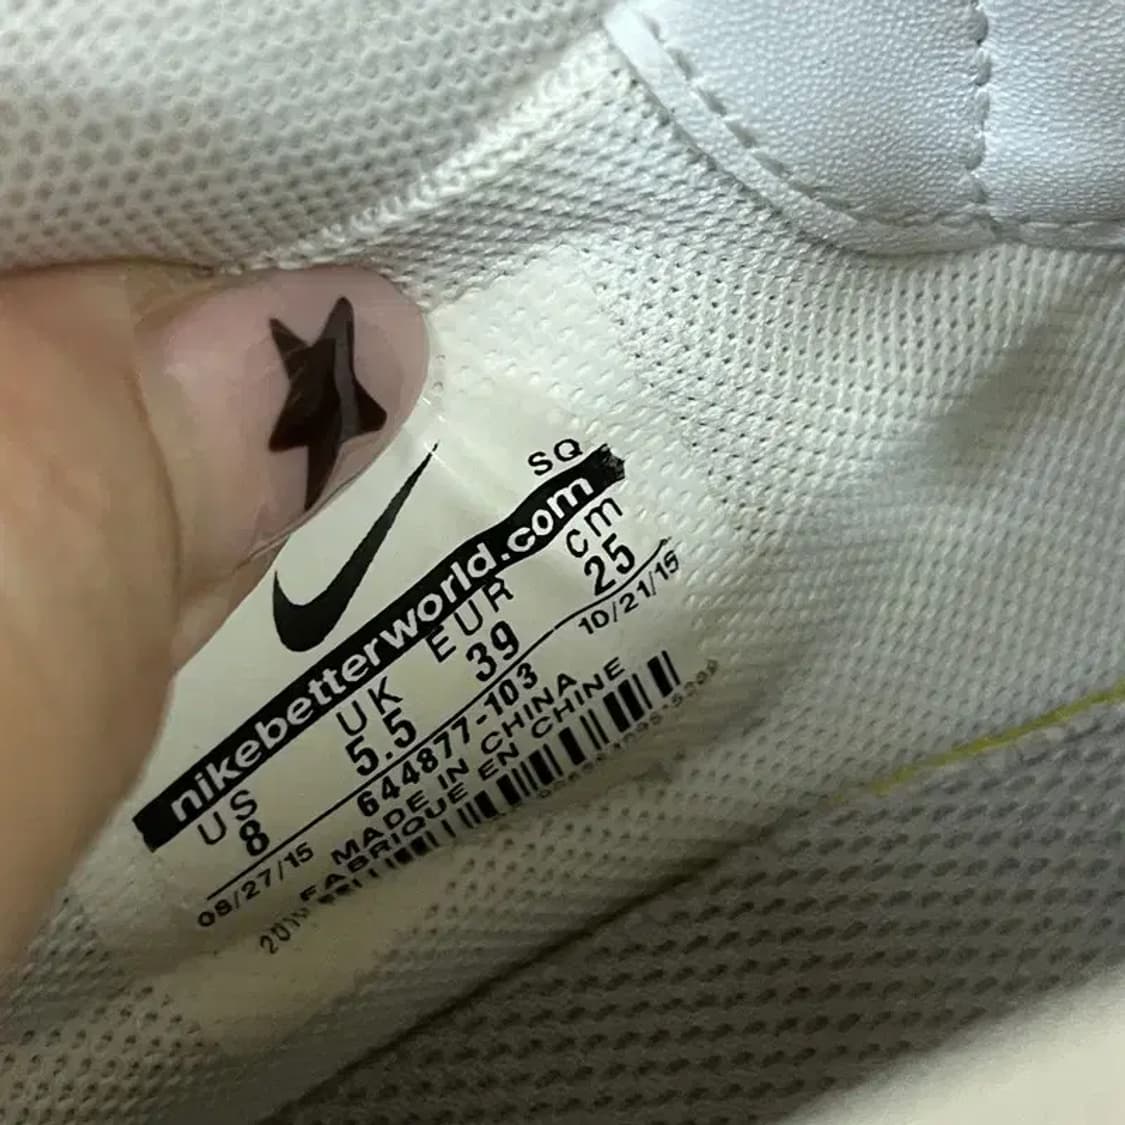 SQ
nikebetterworld.com
US UK EUR cm
8 5.5 39 25
08/27/15 644877-103 10/21/15
MADE IN CHINA
FABRIQUE EN CHINE